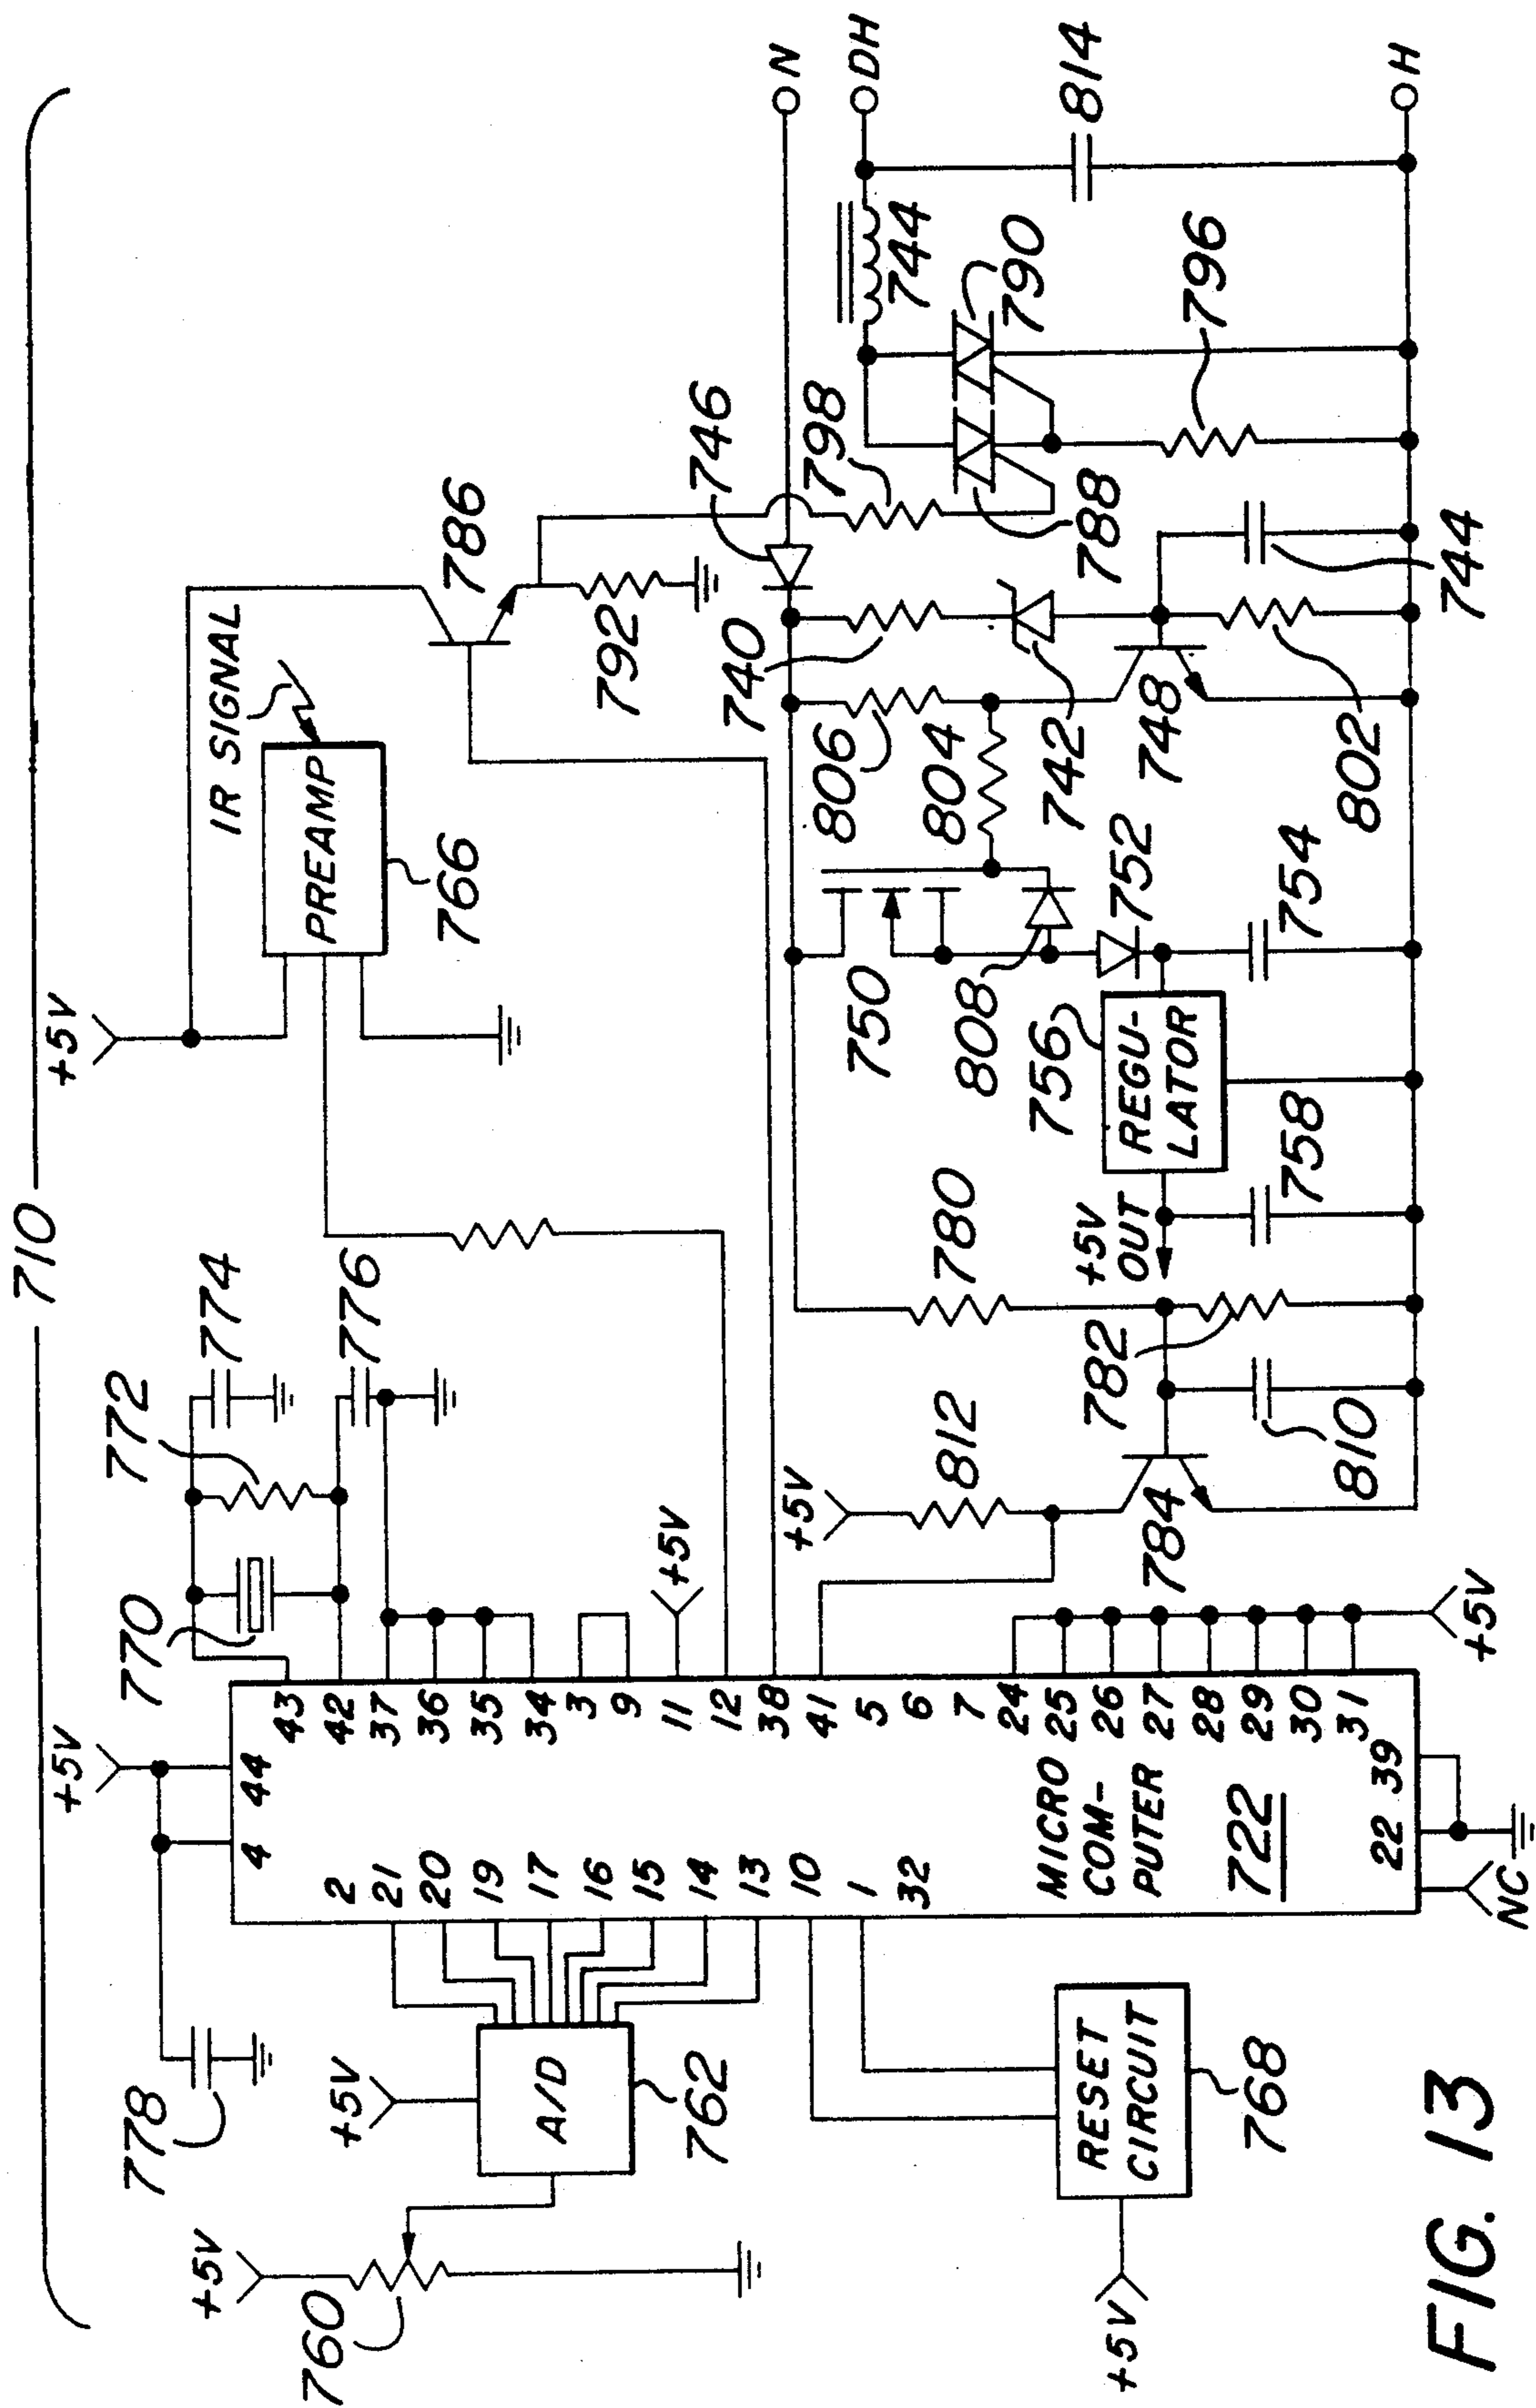 710
+5V
+5V
+5V
IR SIGNAL
PREAMP
766
786
778
770
772
774
776
+5V
760
+5V
A/D
762
4 44
2
21
20
19
17
16
15
14
13
10
1
32
43
42
37
36
35
34
3
9
11
12
38
41
5
6
7
24
25
26
27
28
29
30
31
22 39
MICRO
COM-
PUTER
722
+5V
792
746
N
740
798
DH
744
790
814
+5V
812
780
750
806
804
808
742
788
796
+5V
OUT
756
REGU-
LATOR
752
748
782
784
758
754
802
744
H
810
RESET
CIRCUIT
768
+5V
NC
+5V
FIG. 13